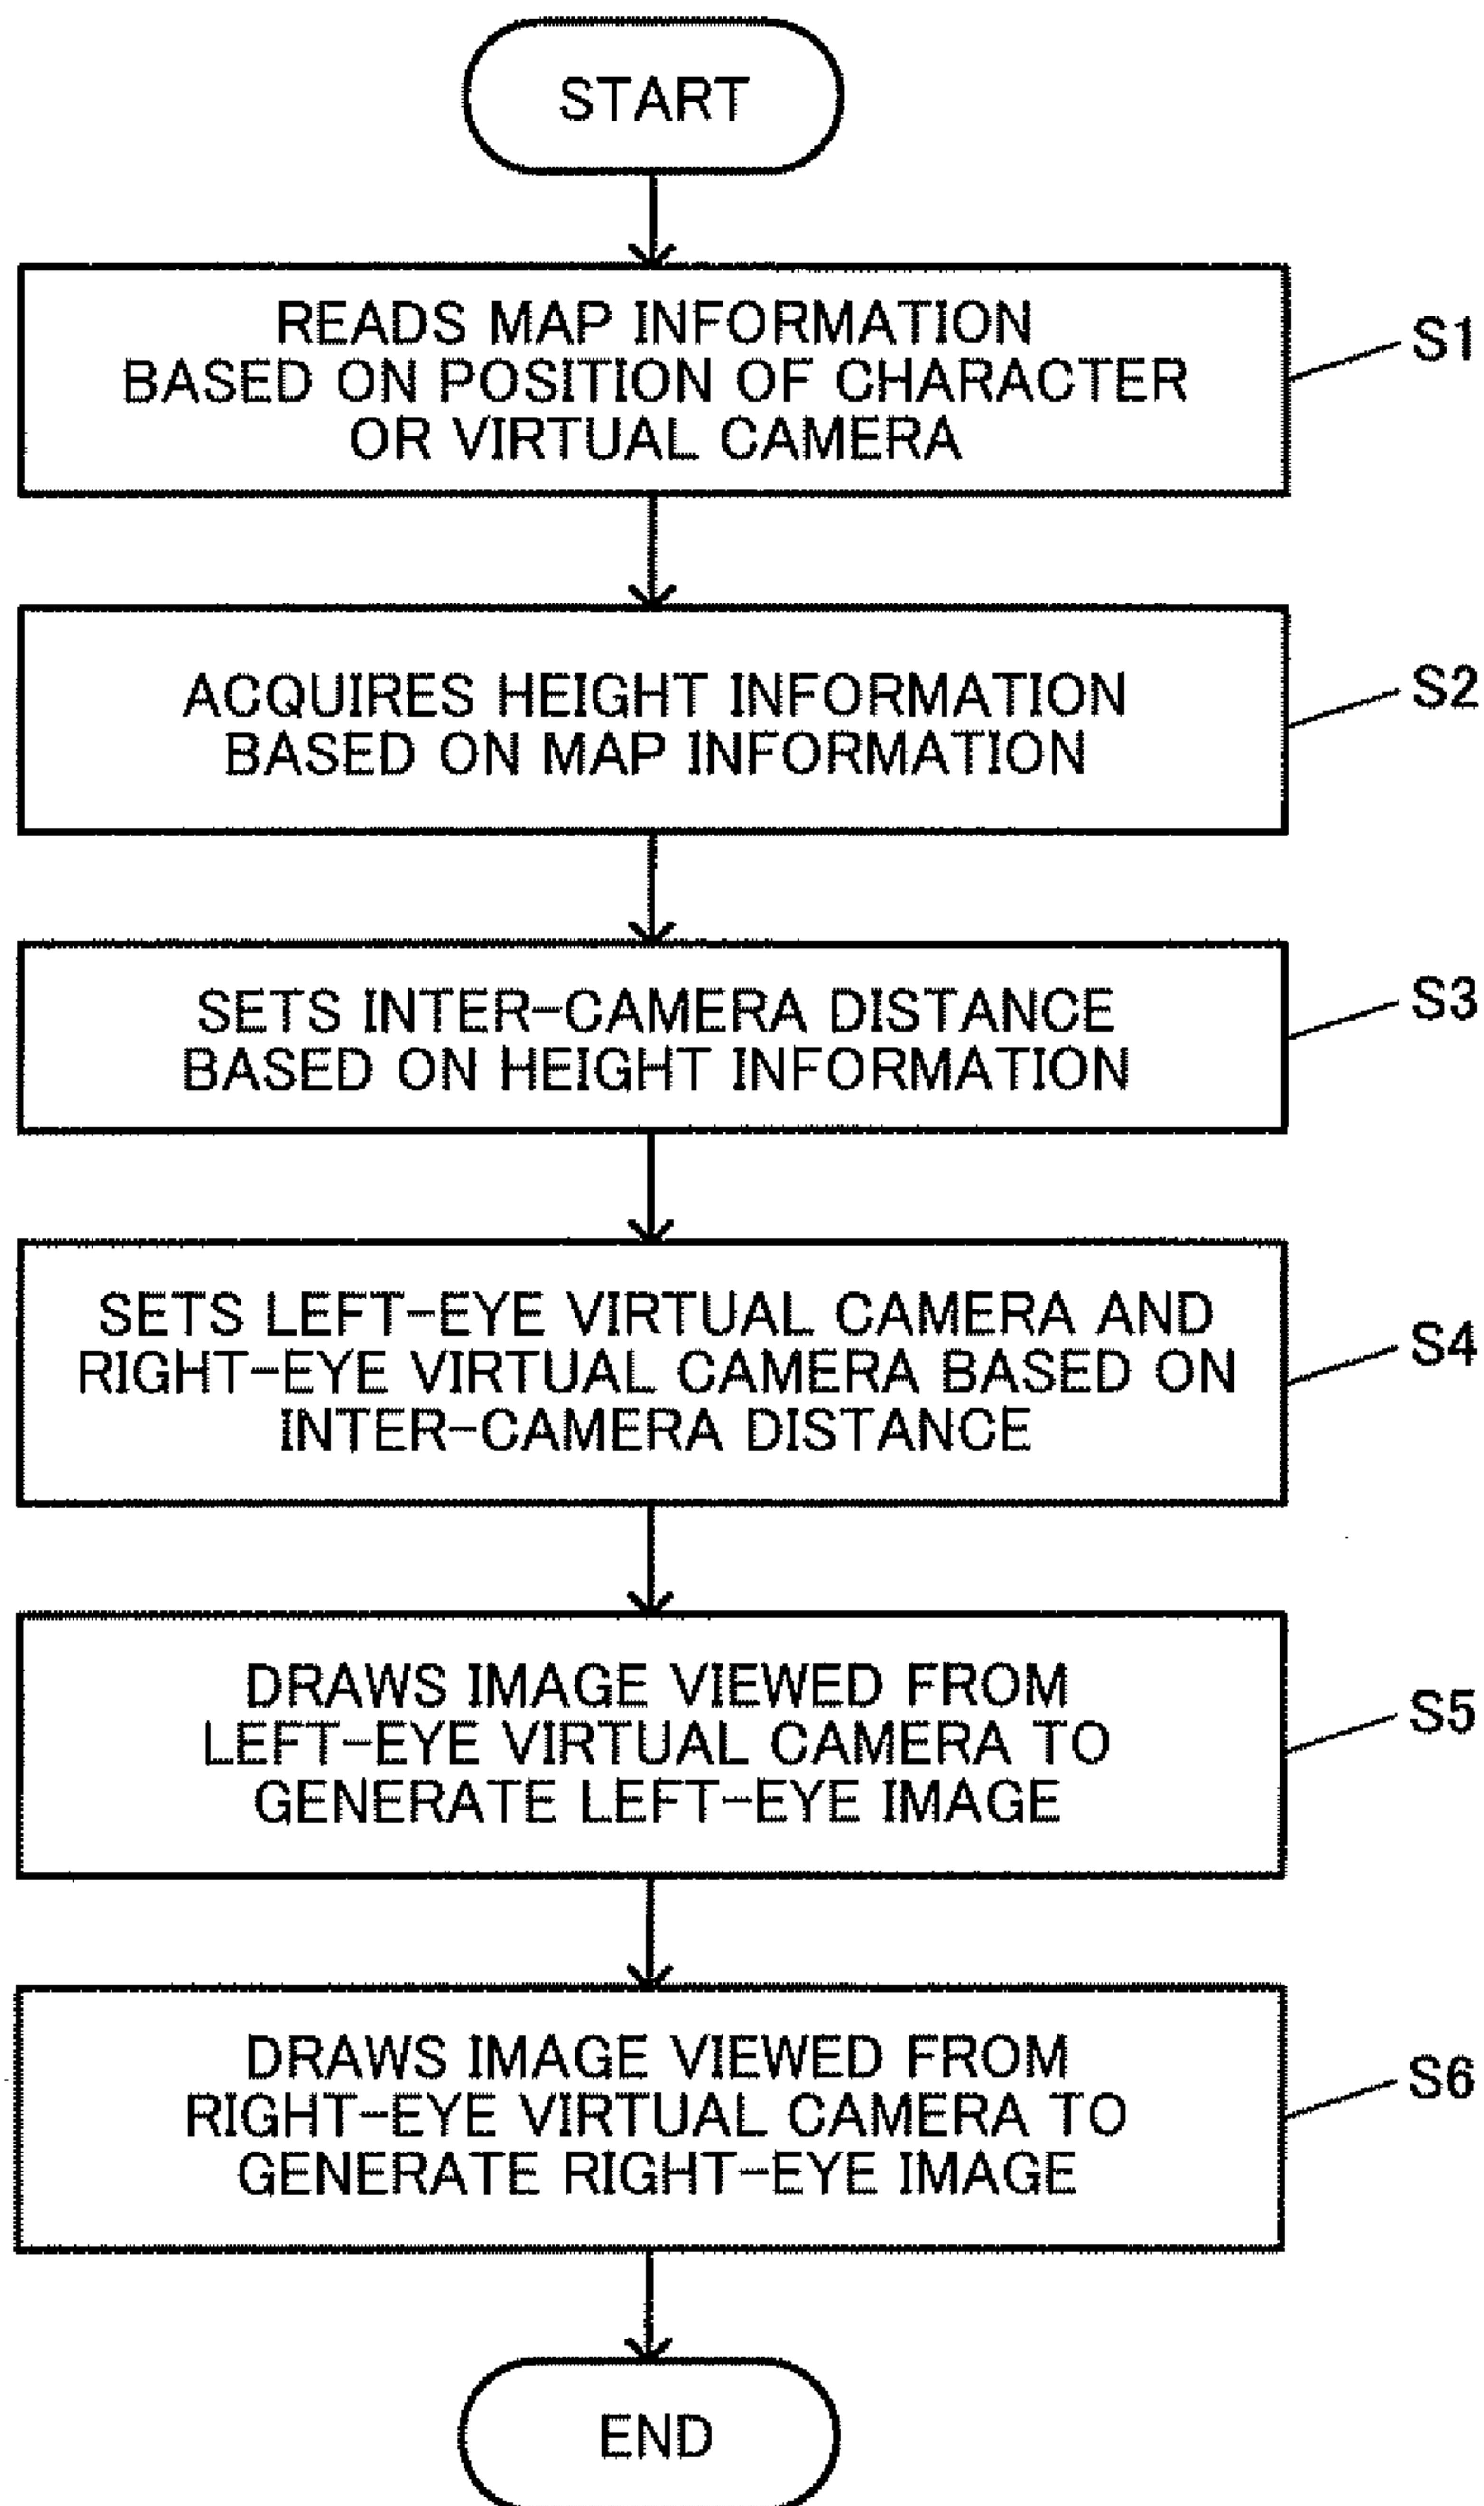 START
READS MAP INFORMATION
BASED ON POSITION OF CHARACTER
OR VIRTUAL CAMERA
S1
ACQUIRES HEIGHT INFORMATION
BASED ON MAP INFORMATION
S2
SETS INTER-CAMERA DISTANCE
BASED ON HEIGHT INFORMATION
S3
SETS LEFT-EYE VIRTUAL CAMERA AND
RIGHT-EYE VIRTUAL CAMERA BASED ON
INTER-CAMERA DISTANCE
S4
DRAWS IMAGE VIEWED FROM
LEFT-EYE VIRTUAL CAMERA TO
GENERATE LEFT-EYE IMAGE
S5
DRAWS IMAGE VIEWED FROM
RIGHT-EYE VIRTUAL CAMERA TO
GENERATE RIGHT-EYE IMAGE
S6
END